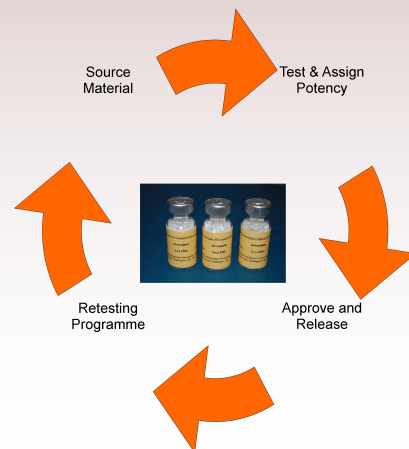 Source
Material
Test & Assign
Potency
Approve and
Release
Retesting
Programme